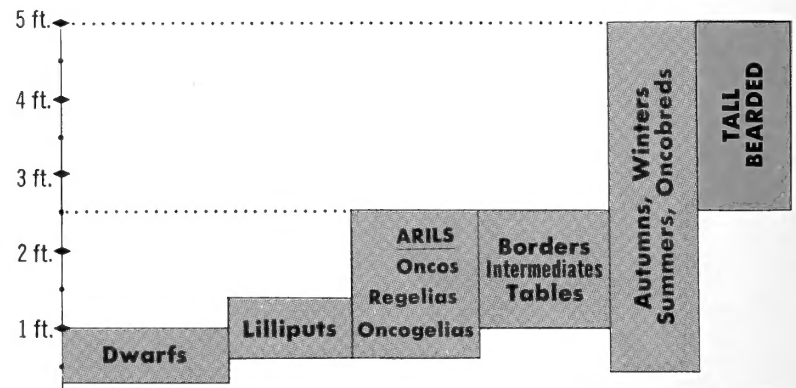 5 ft.
4 ft.
3 ft.
2 ft.
1 ft.
Dwarfs
Lilliputs
ARILS
Oncos
Regelias
Oncogelias
Borders
Intermediates
Tables
Autumns, Winters
Summers, Oncobreds
TALL
BEARDED